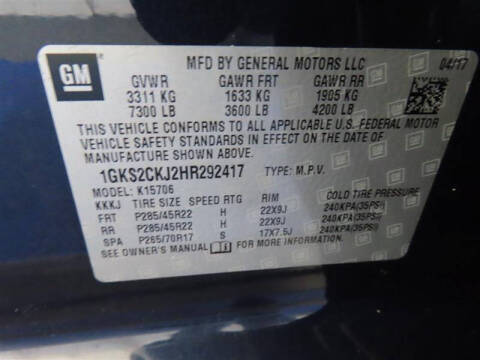 GM
MFD BY GENERAL MOTORS LLC 04/17
GVWR GAWR FRT GAWR RR
3311 KG 1633 KG 1905 KG
7300 LB 3600 LB 4200 LB
THIS VEHICLE CONFORMS TO ALL APPLICABLE U.S. FEDERAL MOTOR
VEHICLE SAFETY STANDARDS IN EFFECT ON THE DATE OF
MANUFACTURE SHOWN ABOVE.
1GKS2CKJ2HR292417 TYPE: M.P.V.
MODEL: K15706
KKKJ TIRE SIZE SPEED RTG RIM COLD TIRE PRESSURE
FRT P285/45R22 H 22X9J 240KPA(35PSI)
RR P285/45R22 H 22X9J 240KPA(35PSI)
SPA P265/70R17 S 17X7.5J 240KPA(35PSI)
SEE OWNER'S MANUAL FOR ADDITIONAL INFORMATION.